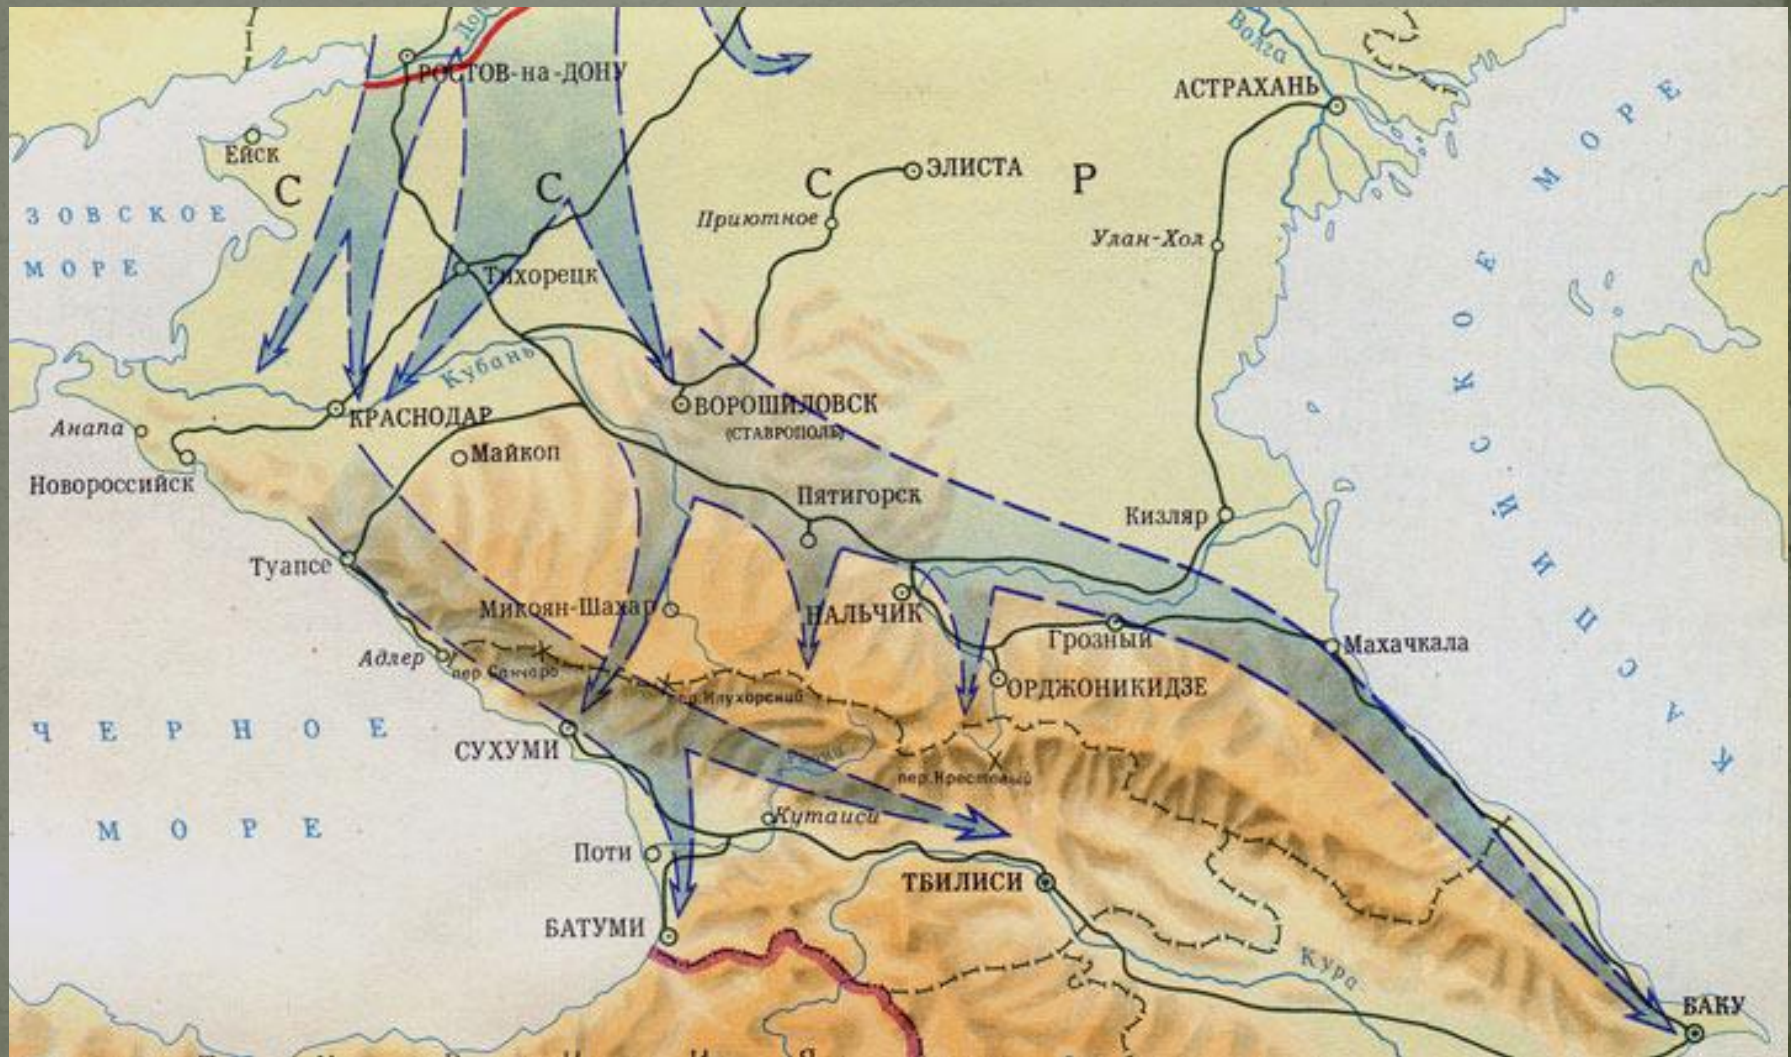 Дон
Волга
РОСТОВ-на-ДОНУ
АСТРАХАНЬ
Ейск
С С С Р
ЭЛИСТА
ЗОВСКОЕ
МОРЕ
Приютное
Улан-Хол
КАСПИЙСКОЕ МОРЕ
Тихорецк
Кубань
ВОРОШИЛОВСК
(СТАВРОПОЛЬ)
КРАСНОДАР
Анапа
Майкоп
Новороссийск
Пятигорск
Кизляр
Туапсе
Микоян-Шахар
НАЛЬЧИК
Грозный
Махачкала
Адлер
пер.Санчаро
пер.Клухорский
ОРДЖОНИКИДЗЕ
ЧЕРНОЕ
МОРЕ
СУХУМИ
пер.Крестовый
Кутаиси
Поти
ТБИЛИСИ
БАТУМИ
Кура
БАКУ